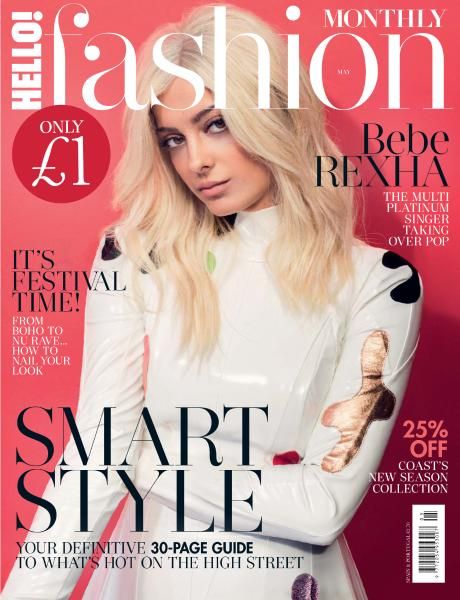 HELLO!
fashion
MONTHLY
MAY
ONLY
£1
Bebe
REXHA
THE MULTI
PLATINUM
SINGER
TAKING
OVER POP
IT'S
FESTIVAL
TIME!
FROM
BOHO TO
NU RAVE...
HOW TO
NAIL YOUR
LOOK
SMART
STYLE
YOUR DEFINITIVE 30-PAGE GUIDE
TO WHAT'S HOT ON THE HIGH STREET
25%
OFF
COAST'S
NEW SEASON
COLLECTION
SPAIN & PORTUGAL